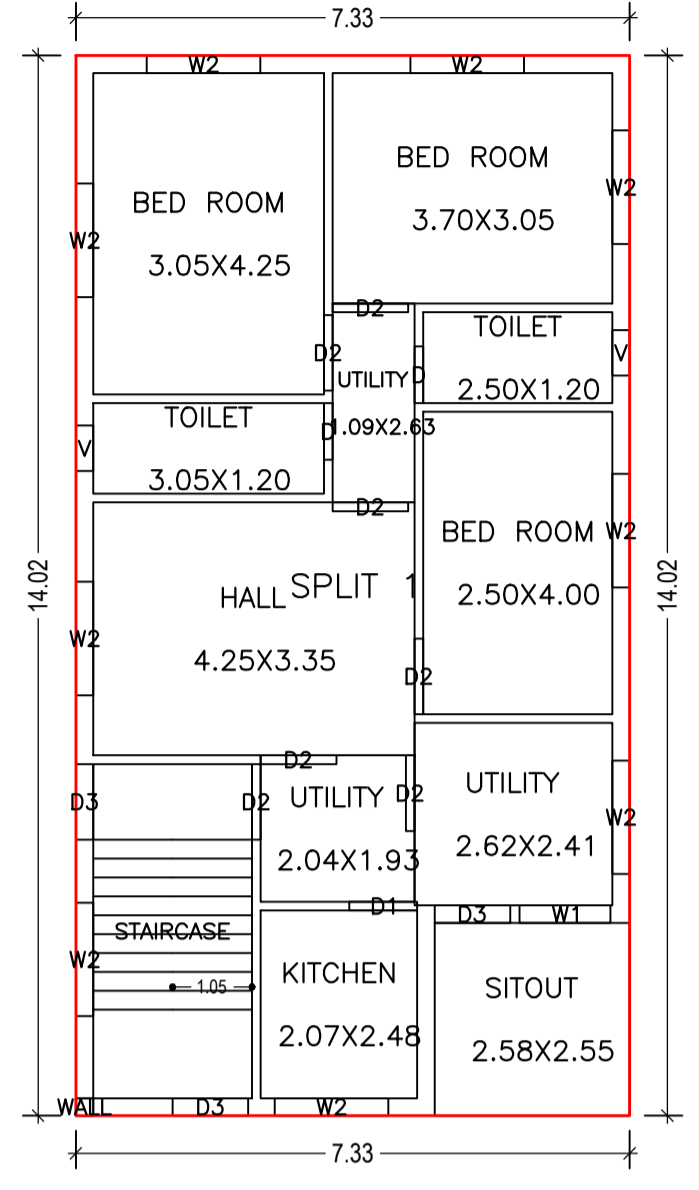 7.33
W2
W2
BED ROOM
3.70X3.05
BED ROOM
3.05X4.25
W2
W2
D2
TOILET
2.50X1.20
V
D2
UTILITY
D
1.09X2.63
TOILET
3.05X1.20
V
D
D2
BED ROOM
2.50X4.00
W2
HALL
SPLIT 1
4.25X3.35
14.02
14.02
W2
D2
D2
D3
D2
UTILITY
2.04X1.93
D2
UTILITY
2.62X2.41
W2
D1
D3
W1
STAIRCASE
W2
1.05
KITCHEN
2.07X2.48
SITOUT
2.58X2.55
WALL
D3
W2
7.33